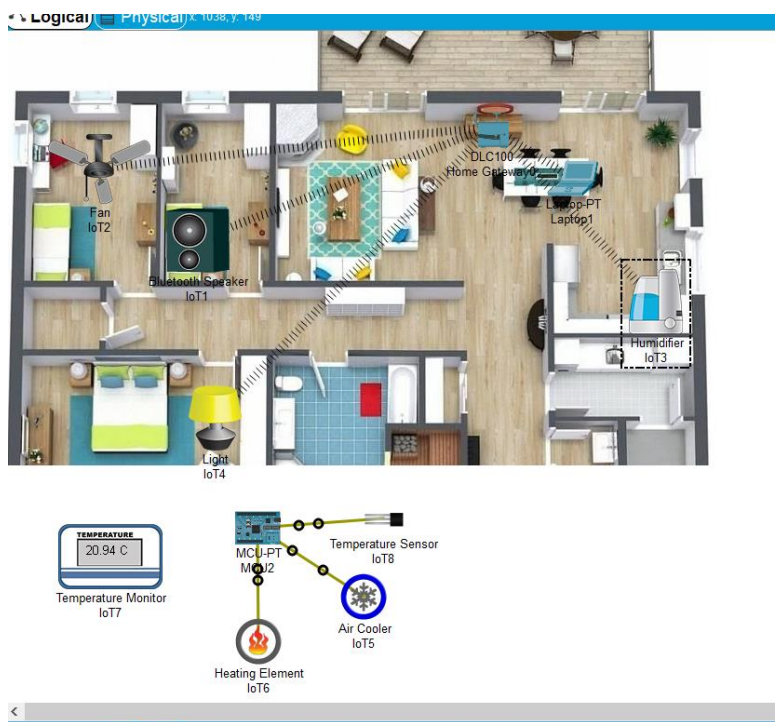 Logical Physical x: 1038, y: 149
DLC100
Home Gateway0
Laptop-PT
Laptop1
Fan
IoT2
Bluetooth Speaker
IoT1
Humidifier
IoT3
Light
IoT4
TEMPERATURE
20.94 C
Temperature Monitor
IoT7
MCU-PT
MCU2
Temperature Sensor
IoT8
Air Cooler
IoT5
Heating Element
IoT6